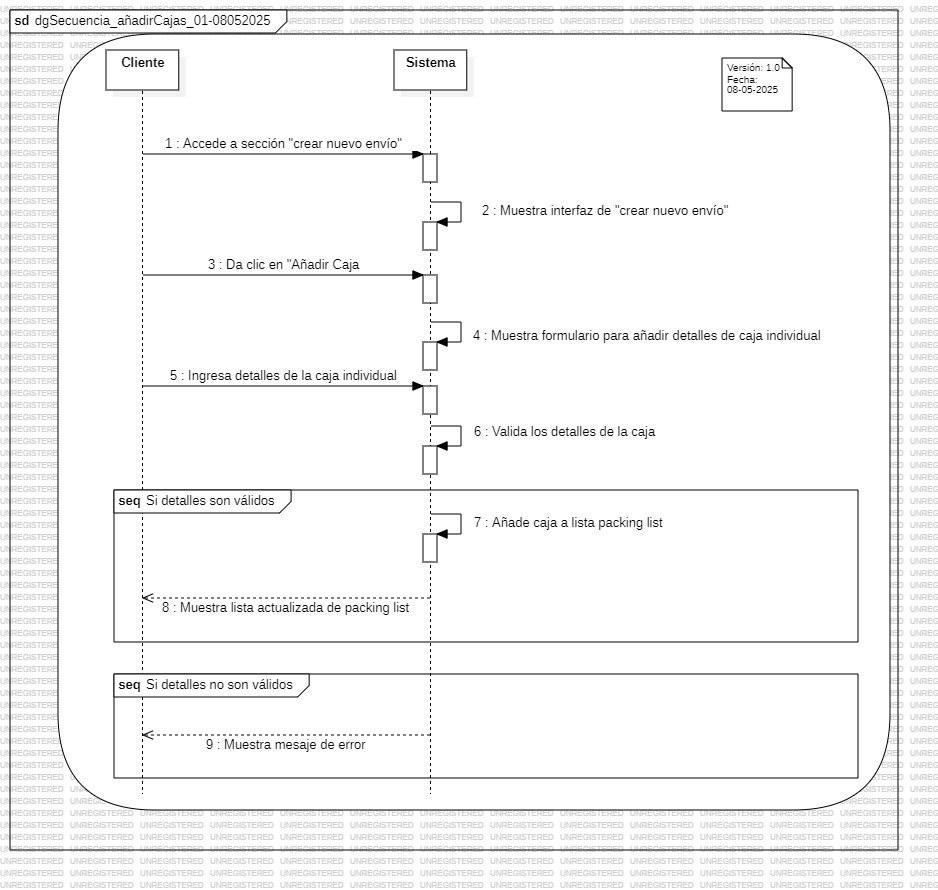 sd dgSecuencia_añadirCajas_01-08052025
Cliente
Sistema
Versión: 1.0
Fecha:
08-05-2025
1 : Accede a sección "crear nuevo envío"
2 : Muestra interfaz de "crear nuevo envío"
3 : Da clic en "Añadir Caja
4 : Muestra formulario para añadir detalles de caja individual
5 : Ingresa detalles de la caja individual
6 : Valida los detalles de la caja
seq Si detalles son válidos
7 : Añade caja a lista packing list
8 : Muestra lista actualizada de packing list
seq Si detalles no son válidos
9 : Muestra mesaje de error
UNREGISTERED